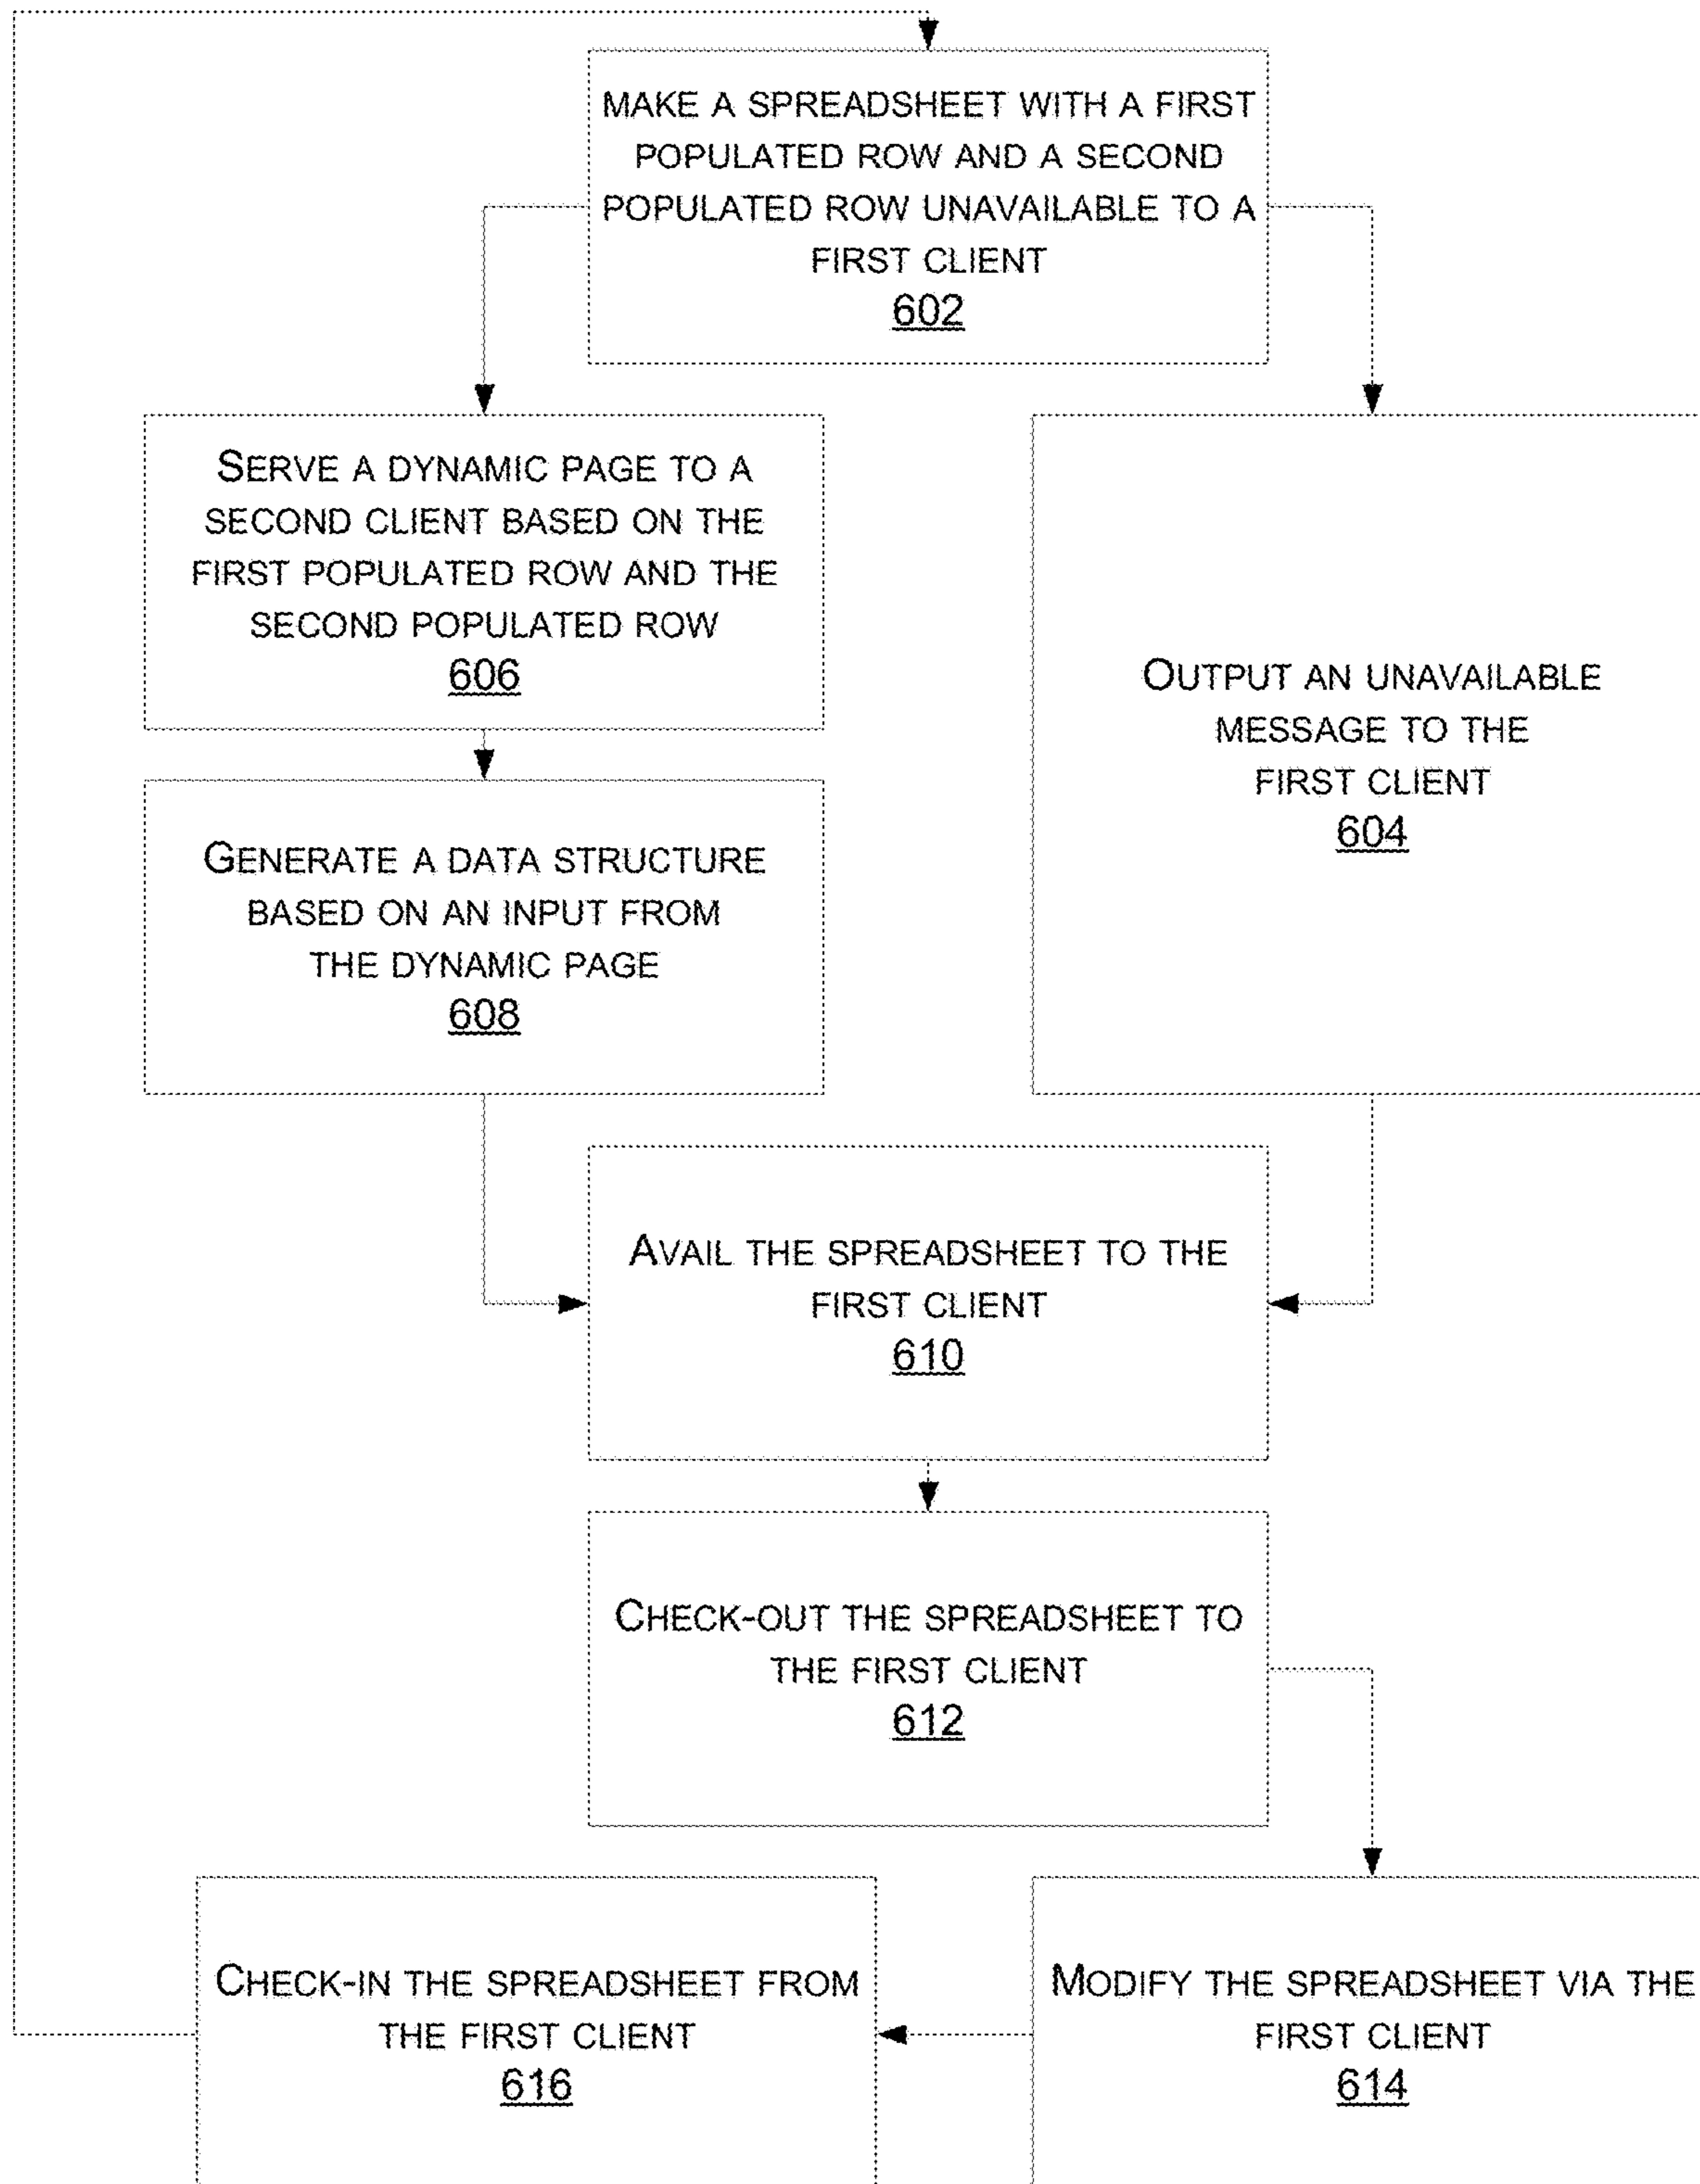 MAKE A SPREADSHEET WITH A FIRST
POPULATED ROW AND A SECOND
POPULATED ROW UNAVAILABLE TO A
FIRST CLIENT
602
SERVE A DYNAMIC PAGE TO A
SECOND CLIENT BASED ON THE
FIRST POPULATED ROW AND THE
SECOND POPULATED ROW
606
OUTPUT AN UNAVAILABLE
MESSAGE TO THE
FIRST CLIENT
604
GENERATE A DATA STRUCTURE
BASED ON AN INPUT FROM
THE DYNAMIC PAGE
608
AVAIL THE SPREADSHEET TO THE
FIRST CLIENT
610
CHECK-OUT THE SPREADSHEET TO
THE FIRST CLIENT
612
CHECK-IN THE SPREADSHEET FROM
THE FIRST CLIENT
616
MODIFY THE SPREADSHEET VIA THE
FIRST CLIENT
614